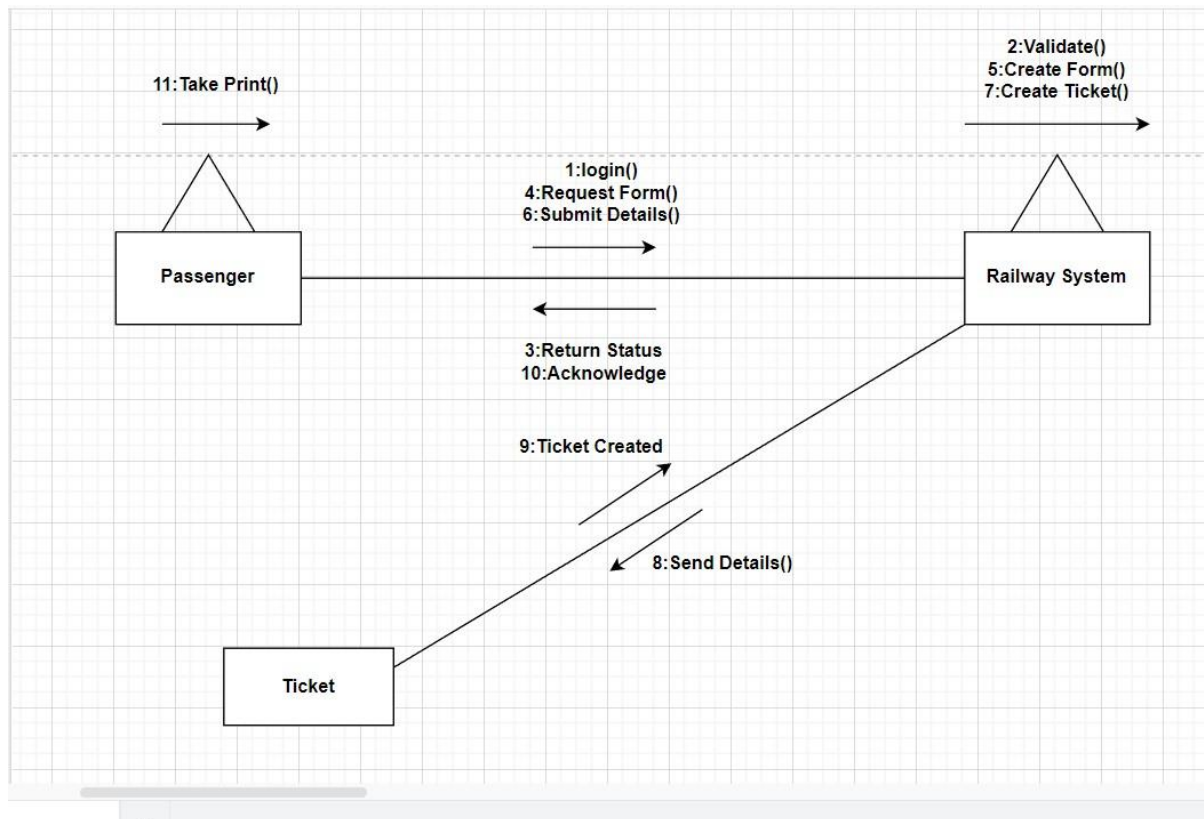 2:Validate()
5:Create Form()
7:Create Ticket()
11:Take Print()
1:login()
4:Request Form()
6:Submit Details()
Passenger
Railway System
3:Return Status
10:Acknowledge
9:Ticket Created
8:Send Details()
Ticket